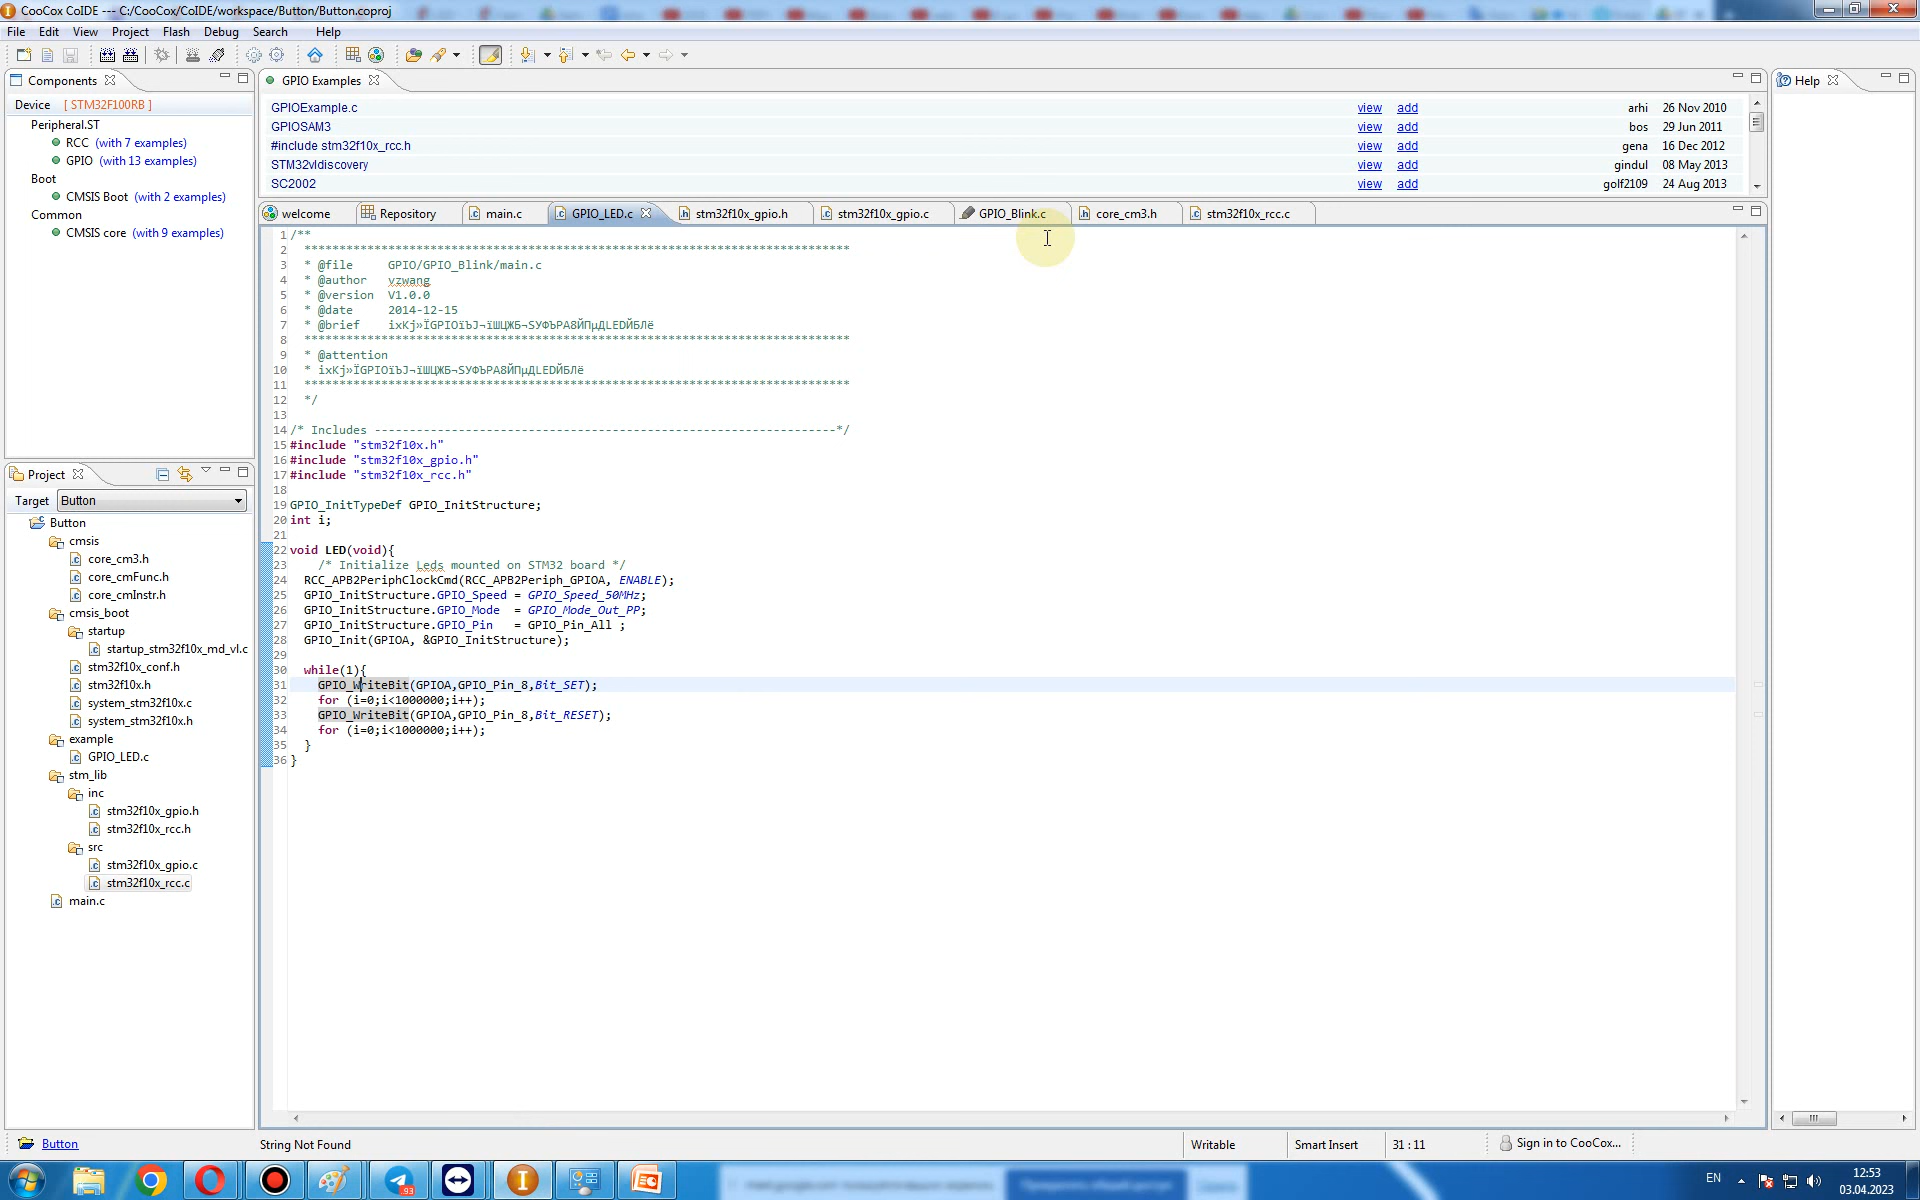 CooCox CoIDE --- C:/CooCox/CoIDE/workspace/Button/Button.coproj
File Edit View Project Flash Debug Search Help
Components
Device [ STM32F100RB ]
Peripheral.ST
RCC (with 7 examples)
GPIO (with 13 examples)
Boot
CMSIS Boot (with 2 examples)
Common
CMSIS core (with 9 examples)
GPIO Examples
GPIOExample.c view add arhi 26 Nov 2010
GPIOSAM3 view add bos 29 Jun 2011
#include stm32f10x_rcc.h view add gena 16 Dec 2012
STM32vldiscovery view add gindul 08 May 2013
SC2002 view add golf2109 24 Aug 2013
Help
welcome Repository main.c GPIO_LED.c stm32f10x_gpio.h stm32f10x_gpio.c GPIO_Blink.c core_cm3.h stm32f10x_rcc.c
1 /**
2 ******************************************************************************
3 * @file GPIO/GPIO_Blink/main.c
4 * @author yzwang
5 * @version V1.0.0
6 * @date 2014-12-15
7 * @brief
8 ******************************************************************************
9 * @attention
10 *
11 ******************************************************************************
12 */
13
14 /* Includes ------------------------------------------------------------------*/
15 #include "stm32f10x.h"
16 #include "stm32f10x_gpio.h"
17 #include "stm32f10x_rcc.h"
18
19 GPIO_InitTypeDef GPIO_InitStructure;
20 int i;
21
22 void LED(void){
23 /* Initialize Leds mounted on STM32 board */
24 RCC_APB2PeriphClockCmd(RCC_APB2Periph_GPIOA, ENABLE);
25 GPIO_InitStructure.GPIO_Speed = GPIO_Speed_50MHz;
26 GPIO_InitStructure.GPIO_Mode = GPIO_Mode_Out_PP;
27 GPIO_InitStructure.GPIO_Pin = GPIO_Pin_All ;
28 GPIO_Init(GPIOA, &GPIO_InitStructure);
29
30 while(1){
31 GPIO_WriteBit(GPIOA,GPIO_Pin_8,Bit_SET);
32 for (i=0;i<1000000;i++);
33 GPIO_WriteBit(GPIOA,GPIO_Pin_8,Bit_RESET);
34 for (i=0;i<1000000;i++);
35 }
36 }
Project
Target Button
Button
cmsis
core_cm3.h
core_cmFunc.h
core_cmInstr.h
cmsis_boot
startup
startup_stm32f10x_md_vl.c
stm32f10x_conf.h
stm32f10x.h
system_stm32f10x.c
system_stm32f10x.h
example
GPIO_LED.c
stm_lib
inc
stm32f10x_gpio.h
stm32f10x_rcc.h
src
stm32f10x_gpio.c
stm32f10x_rcc.c
main.c
Button String Not Found Writable Smart Insert 31 : 11 Sign in to CooCox...
93
EN
12:53
03.04.2023